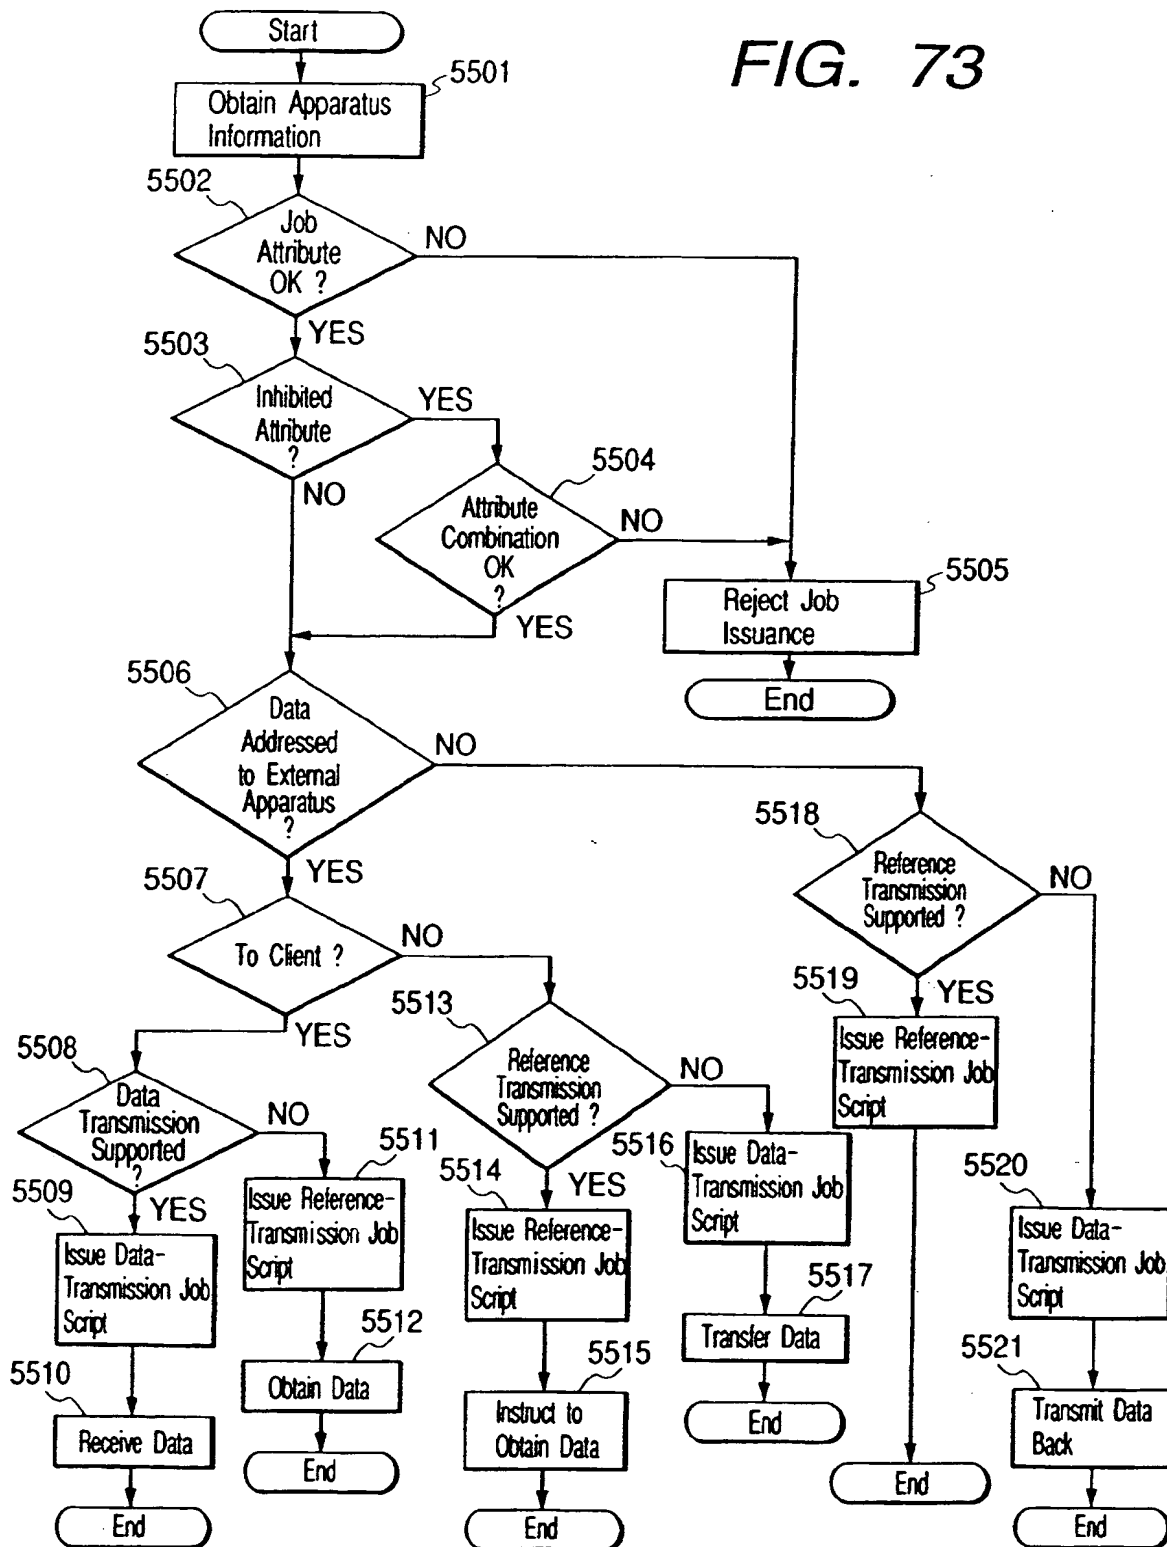 Start
FIG. 73
5501
Obtain Apparatus
Information
5502
Job
Attribute
OK ?
NO
YES
5503
Inhibited
Attribute
?
YES
NO
5504
Attribute
Combination
OK
?
NO
YES
5505
Reject Job
Issuance
End
5506
Data
Addressed
to External
Apparatus
?
NO
YES
5507
To Client ?
NO
YES
5518
Reference
Transmission
Supported ?
NO
YES
5519
Issue Reference-
Transmission Job
Script
End
5520
Issue Data-
Transmission Job
Script
5521
Transmit Data
Back
End
5513
Reference
Transmission
Supported ?
NO
YES
5516
Issue Data-
Transmission Job
Script
5517
Transfer Data
End
5514
Issue Reference-
Transmission Job
Script
5515
Instruct to
Obtain Data
End
5508
Data
Transmission
Supported
?
NO
YES
5511
Issue Reference-
Transmission Job
Script
5512
Obtain Data
End
5509
Issue Data-
Transmission Job
Script
5510
Receive Data
End